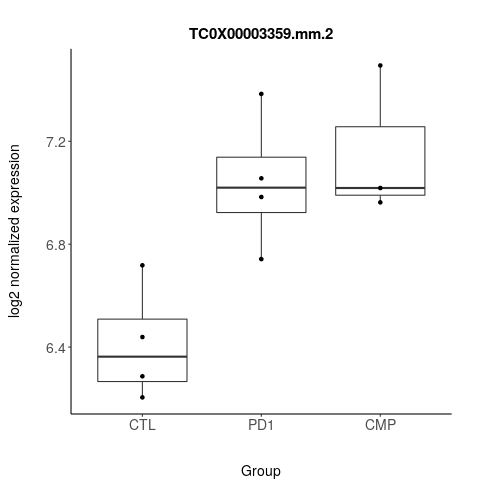 TC0X00003359.mm.2
log2 normalized expression
7.2
6.8
6.4
CTL PD1 CMP
Group